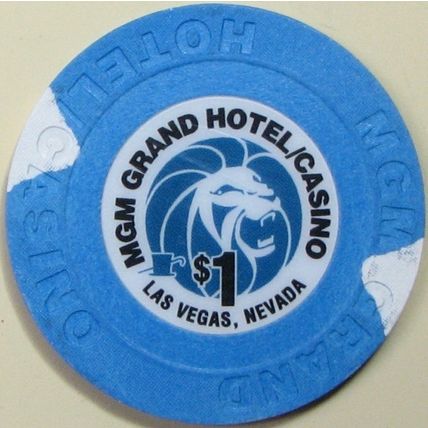 MGM GRAND HOTEL/CASINO
$1
LAS VEGAS, NEVADA
MGM GRAND
HOTEL/CASINO